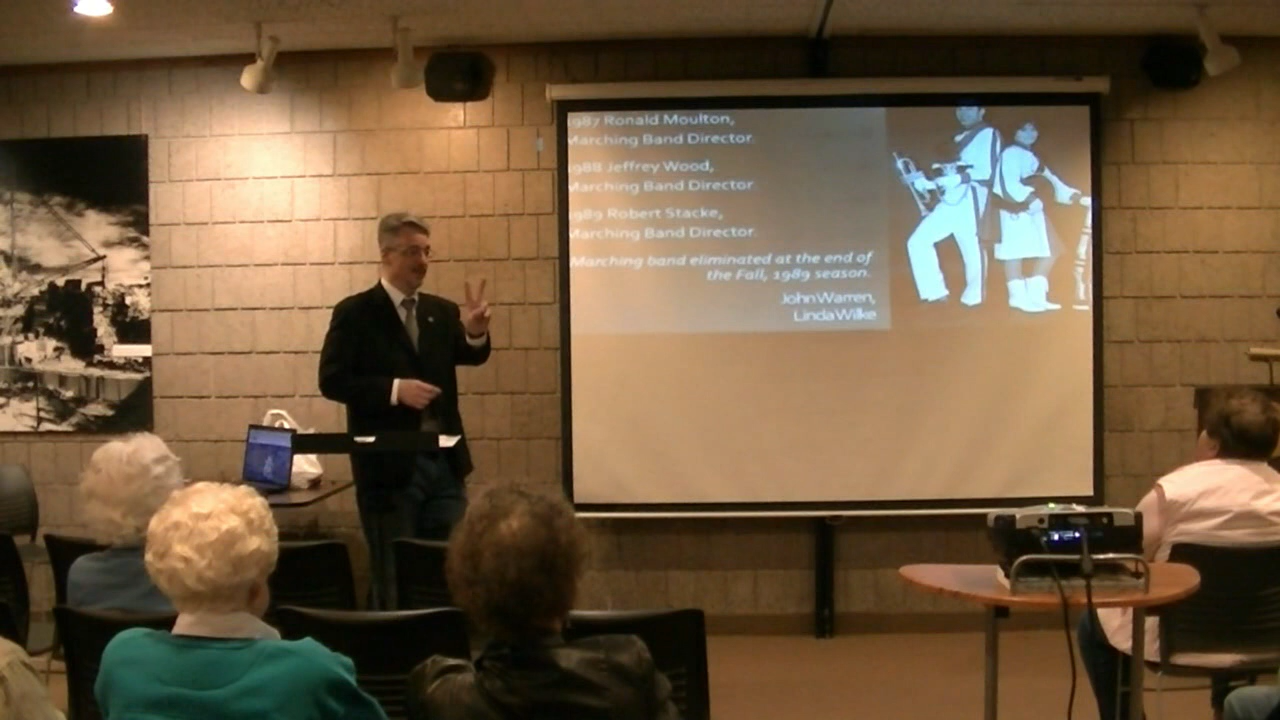 1987 Ronald Moulton,
Marching Band Director.
1988 Jeffrey Wood,
Marching Band Director.
1989 Robert Stacke,
Marching Band Director.
Marching band eliminated at the end of
the Fall, 1989 season.
John Warren,
Linda Wilke